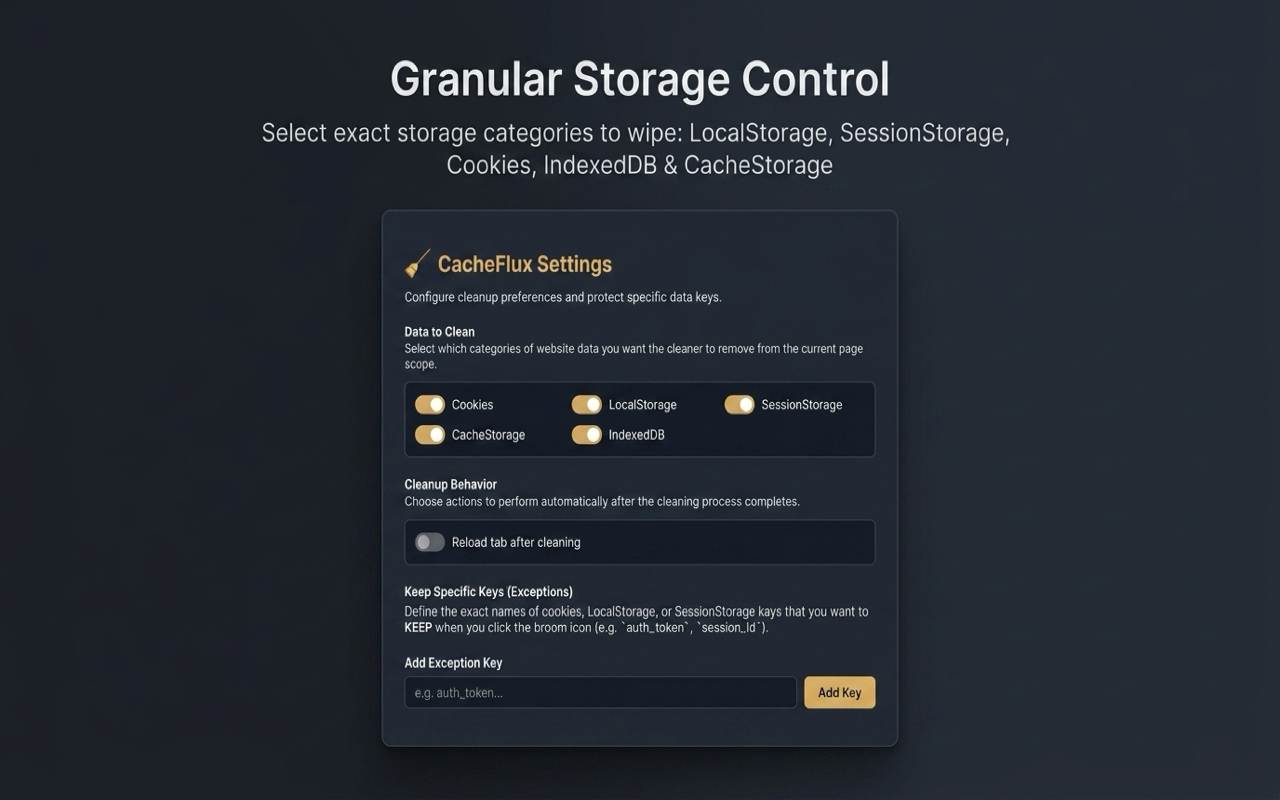 Granular Storage Control
Select exact storage categories to wipe: LocalStorage, SessionStorage,
Cookies, IndexedDB & CacheStorage
CacheFlux Settings
Configure cleanup preferences and protect specific data keys.
Data to Clean
Select which categories of website data you want the cleaner to remove from the current page
scope.
Cookies LocalStorage SessionStorage
CacheStorage IndexedDB
Cleanup Behavior
Choose actions to perform automatically after the cleaning process completes.
Reload tab after cleaning
Keep Specific Keys (Exceptions)
Define the exact names of cookies, LocalStorage, or SessionStorage kays that you want to
KEEP when you click the broom icon (e.g. `auth_token`, `session_Id´).
Add Exception Key
e.g. auth_token... Add Key